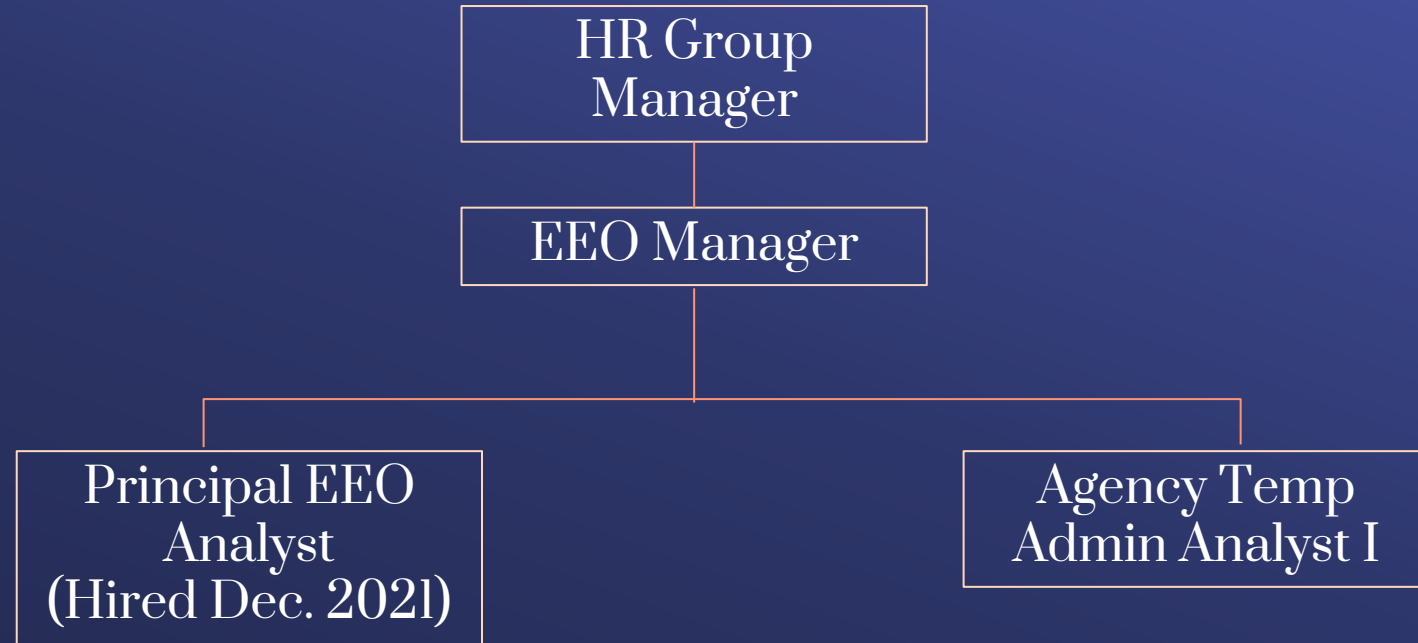 HR Group
Manager
EEO Manager
Principal EEO
Analyst
(Hired Dec. 2021)
Agency Temp
Admin Analyst I